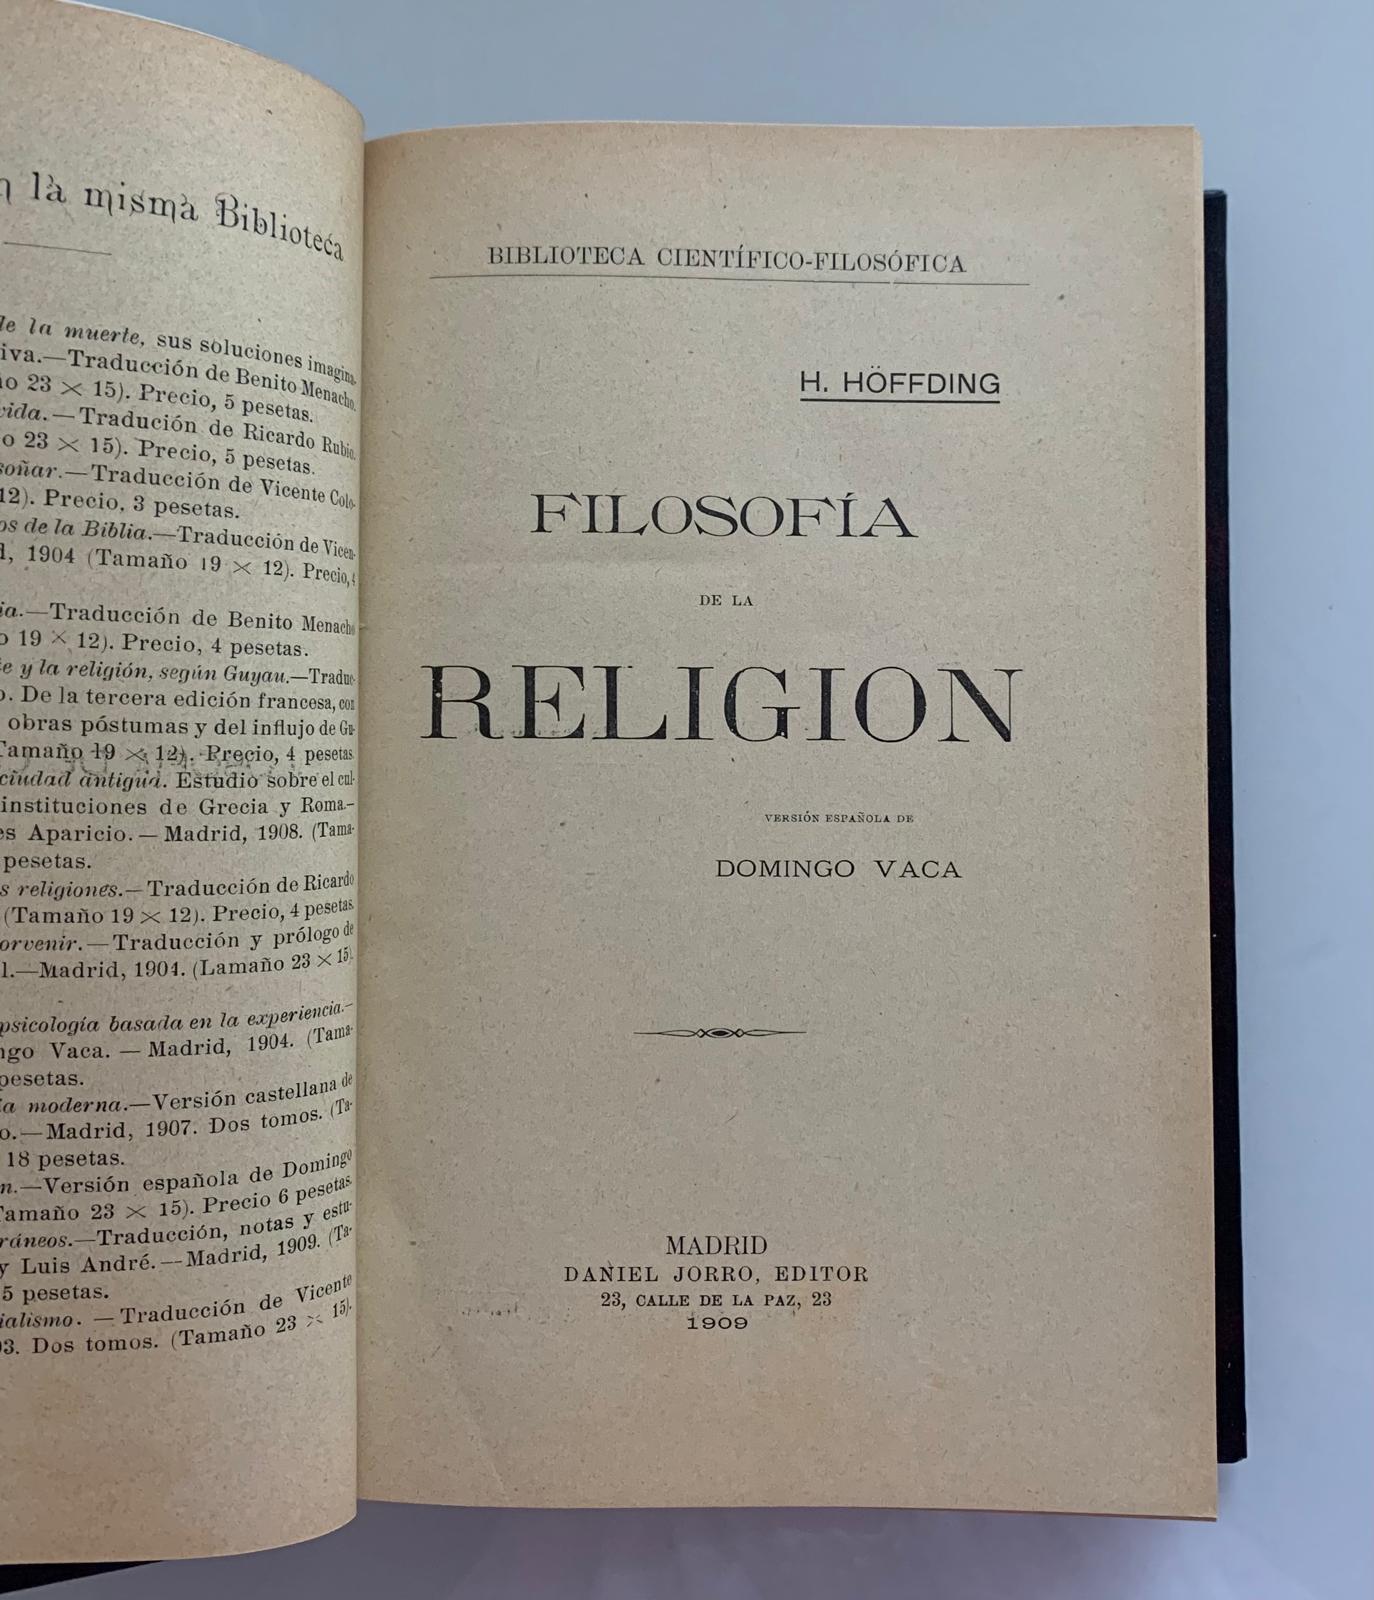 la misma Biblioteca
de la muerte, sus soluciones imagina-
iva.—Traducción de Benito Menacho.
23 × 15). Precio, 5 pesetas.
vida.—Tradución de Ricardo Rubio.
o 23 × 15). Precio, 5 pesetas.
soñar.—Traducción de Vicente Colo-
12). Precio, 3 pesetas.
os de la Biblia.—Traducción de Vicen-
1904 (Tamaño 19 × 12). Precio, 4
ia.—Traducción de Benito Menacho
o 19 × 12). Precio, 4 pesetas.
e y la religión, según Guyau.—Traduc-
o. De la tercera edición francesa, con
obras póstumas y del influjo de Gu-
Tamaño 19 × 12). Precio, 4 pesetas.
ciudad antigua. Estudio sobre el cul-
instituciones de Grecia y Roma.—
es Aparicio.—Madrid, 1908. (Tama-
pesetas.
s religiones.—Traducción de Ricardo
(Tamaño 19 × 12). Precio, 4 pesetas.
orvenir.—Traducción y prólogo de
l.—Madrid, 1904. (Lamaño 23 × 15).
psicología basada en la experiencia.—
ngo Vaca.—Madrid, 1904. (Tama-
pesetas.
ia moderna.—Versión castellana de
o.—Madrid, 1907. Dos tomos. (Ta-
18 pesetas.
n.—Versión española de Domingo
Tamaño 23 × 15). Precio 6 pesetas.
ráneos.—Traducción, notas y estu-
y Luis André.—Madrid, 1909. (Ta-
5 pesetas.
ialismo.—Traducción de Vicente
03. Dos tomos. (Tamaño 23 × 15).
BIBLIOTECA CIENTÍFICO-FILOSÓFICA
H. HÖFFDING
FILOSOFÍA
DE LA
RELIGION
VERSIÓN ESPAÑOLA DE
DOMINGO VACA
MADRID
DANIEL JORRO, EDITOR
23, CALLE DE LA PAZ, 23
1909